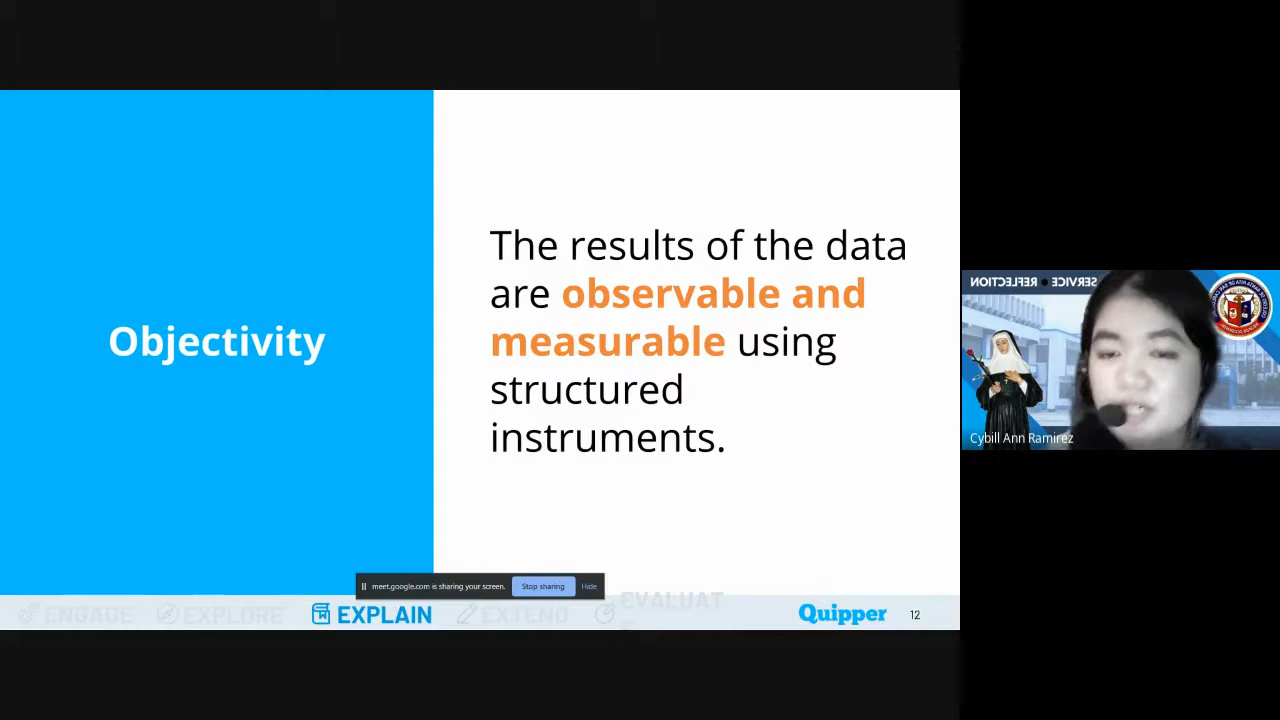 Objectivity
The results of the data
are observable and
measurable using
structured
instruments.
meet.google.com is sharing your screen. Stop sharing Hide
ENGAGE EXPLORE EXPLAIN EXTEND EVALUAT
Quipper 12
SERVICE ● REFLECTION
Cybill Ann Ramirez